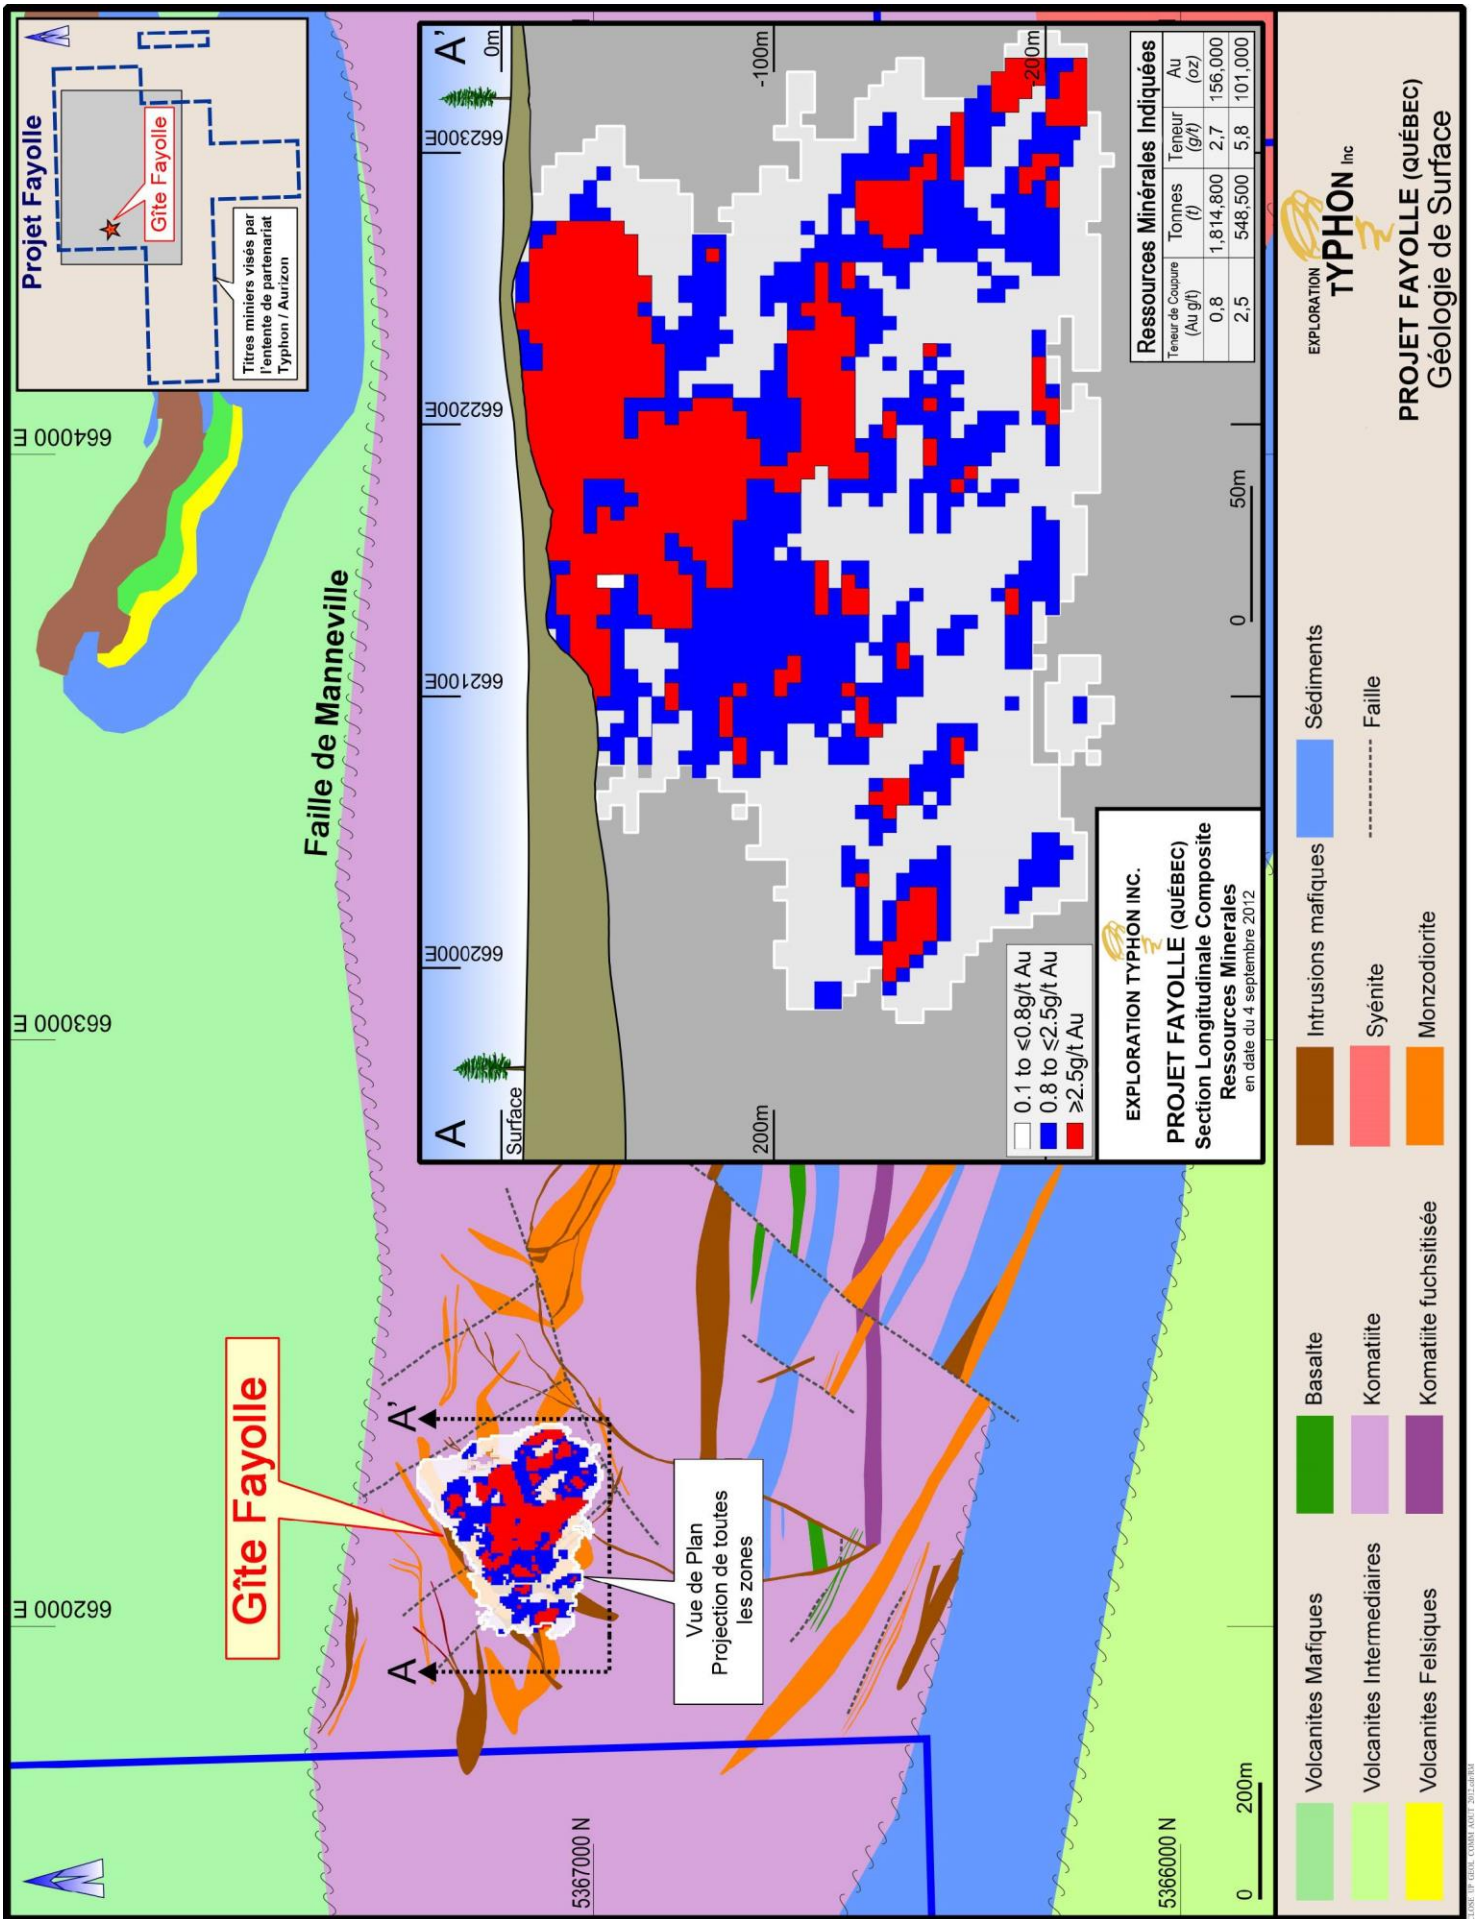 Projet Fayolle
Gîte Fayolle
Titres miniers visés par
l'entente de partenariat
Typhon / Aurizon
662000 E
663000 E
664000 E
5367000 N
5366000 N
Faille de Manneville
Gîte Fayolle
A
A'
Vue de Plan
Projection de toutes
les zones
0
200m
A
A'
Surface
0m
662000E
662100E
662200E
662300E
200m
-100m
-200m
0
50m
0.1 to ≤0.8g/t Au
0.8 to ≤2.5g/t Au
≥2.5g/t Au
EXPLORATION TYPHON INC.
PROJET FAYOLLE (QUÉBEC)
Section Longitudinale Composite
Ressources Minerales
en date du 4 septembre 2012
Ressources Minérales Indiquées
Teneur de Coupure (Au g/t) Tonnes (t) Teneur (g/t) Au (oz)
0,8 1,814,800 2,7 156,000
2,5 548,500 5,8 101,000
Volcanites Mafiques
Volcanites Intermediaires
Volcanites Felsiques
Basalte
Komatiite
Komatiite fuchsitisée
Intrusions mafiques
Syénite
Monzodiorite
Sédiments
Faille
EXPLORATION
TYPHON Inc
PROJET FAYOLLE (QUÉBEC)
Géologie de Surface